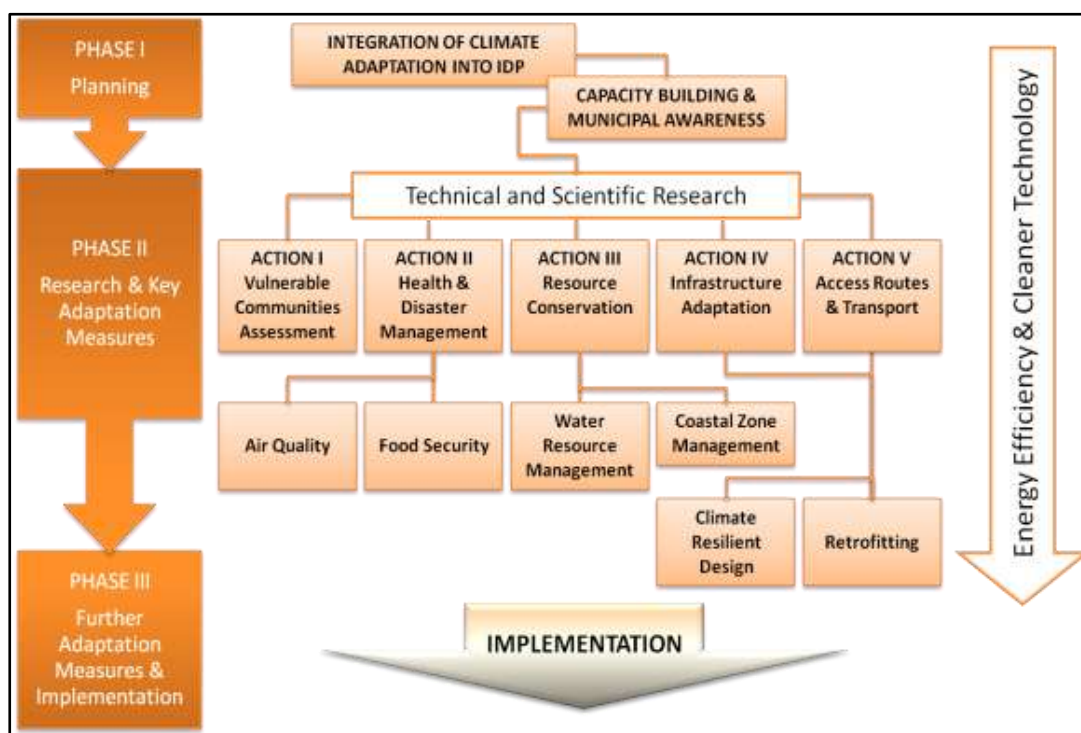 PHASE I
Planning
INTEGRATION OF CLIMATE
ADAPTATION INTO IDP
CAPACITY BUILDING &
MUNICIPAL AWARENESS
PHASE II
Research & Key
Adaptation
Measures
Technical and Scientific Research
ACTION I
Vulnerable
Communities
Assessment
ACTION II
Health &
Disaster
Management
ACTION III
Resource
Conservation
ACTION IV
Infrastructure
Adaptation
ACTION V
Access Routes
& Transport
Air Quality
Food Security
Water
Resource
Management
Coastal Zone
Management
Climate
Resilient
Design
Retrofitting
PHASE III
Further
Adaptation
Measures &
Implementation
IMPLEMENTATION
Energy Efficiency & Cleaner Technology